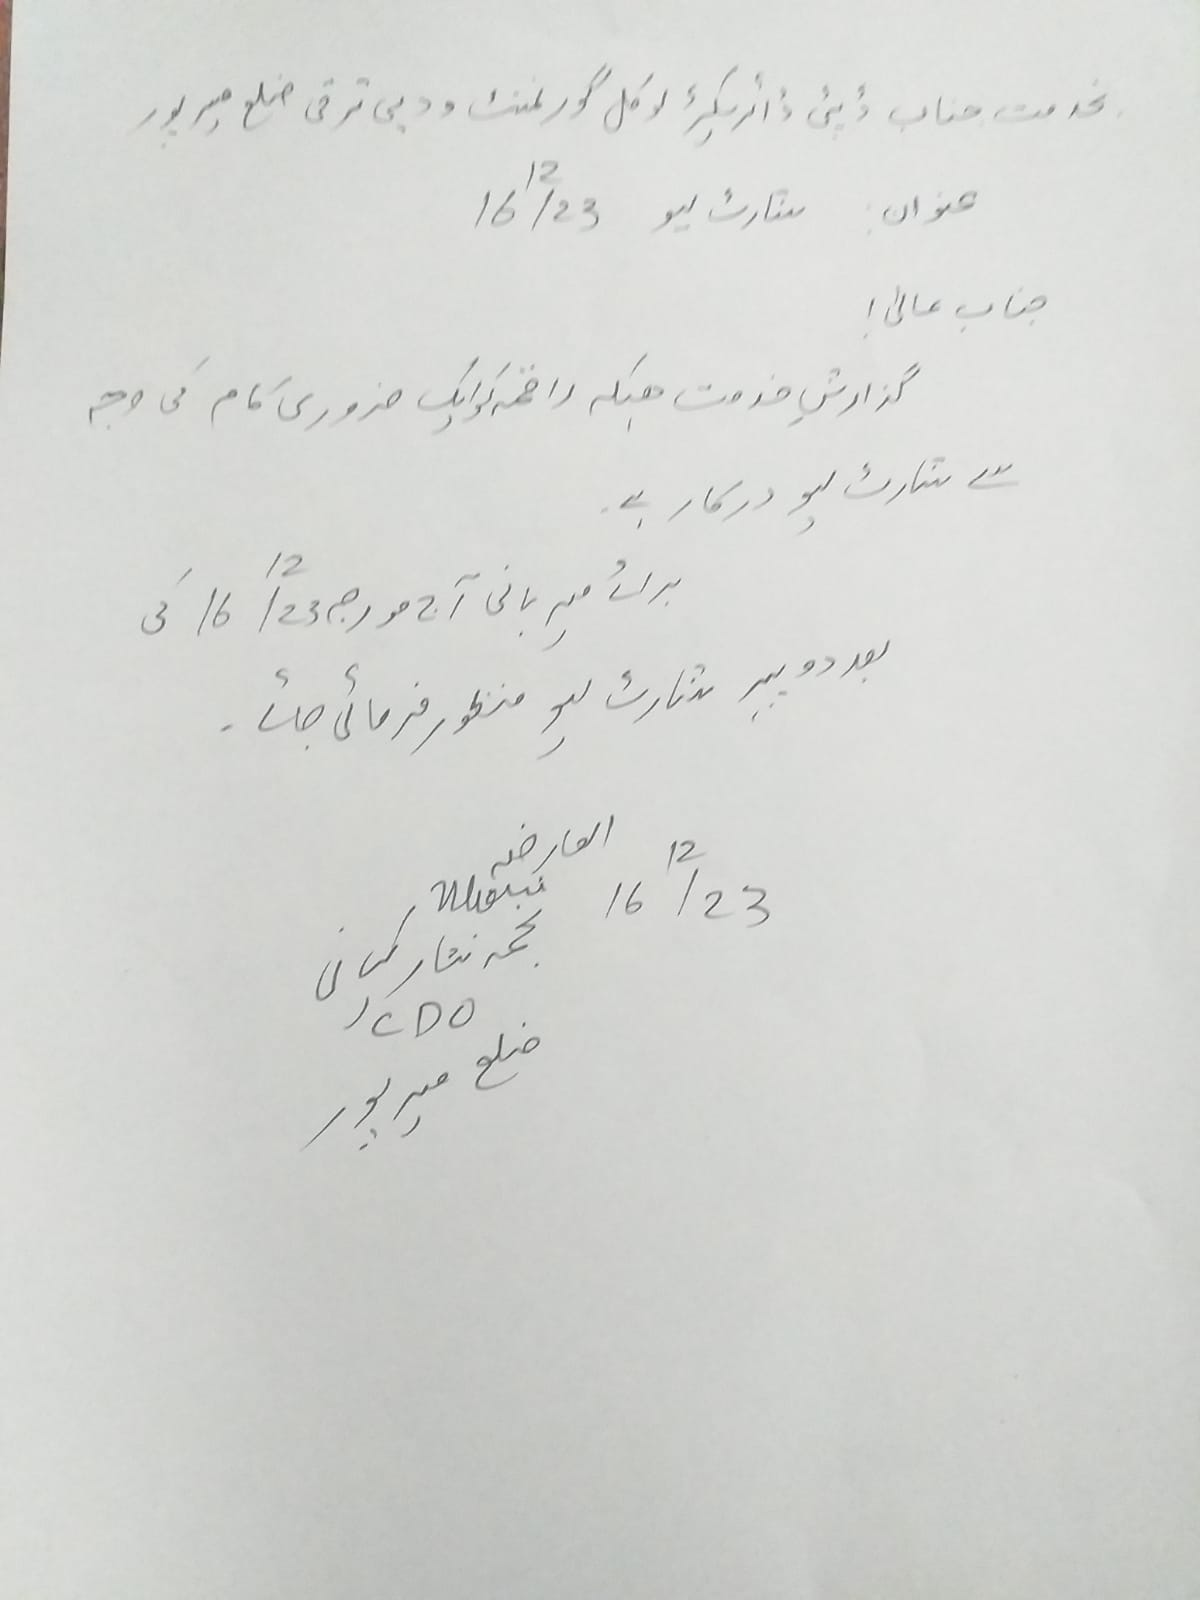 بخدمت جناب ڈپٹی ڈائریکٹر لوکل گورنمنٹ و دیہی ترقی ضلع میرپور
عنوان: شارٹ لیو 16/12/23
جناب عالیٰ!
گزارشِ خدمت ھیکہ راقمہ کو ایک ضروری کام کی وجہ
سے شارٹ لیو درکار ہے۔
برائے مہربانی آج مورخہ 16/12/23 کی
بعد دوپہر شارٹ لیو منظور فرمائی جائے۔
العارضہ
16/12/23
نجمہ نثار کیانی
CDO
ضلع میرپور